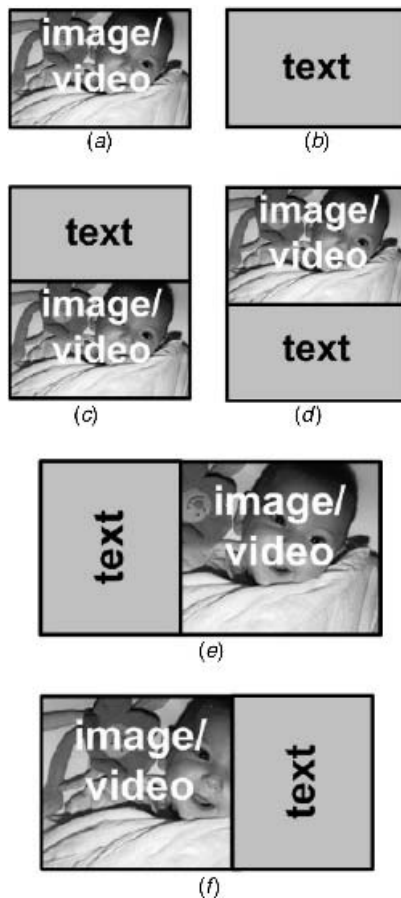 image/
video
text
(a)
(b)
text
image/
video
image/
video
text
(c)
(d)
text
image/
video
(e)
image/
video
text
(f)